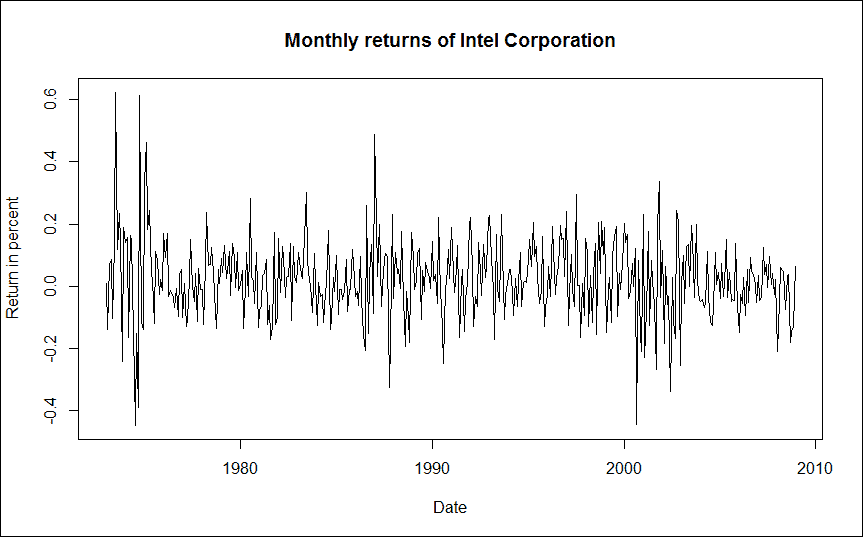 Monthly returns of Intel Corporation
Return in percent
0.6
0.4
0.2
0.0
-0.2
-0.4
1980 1990 2000 2010
Date